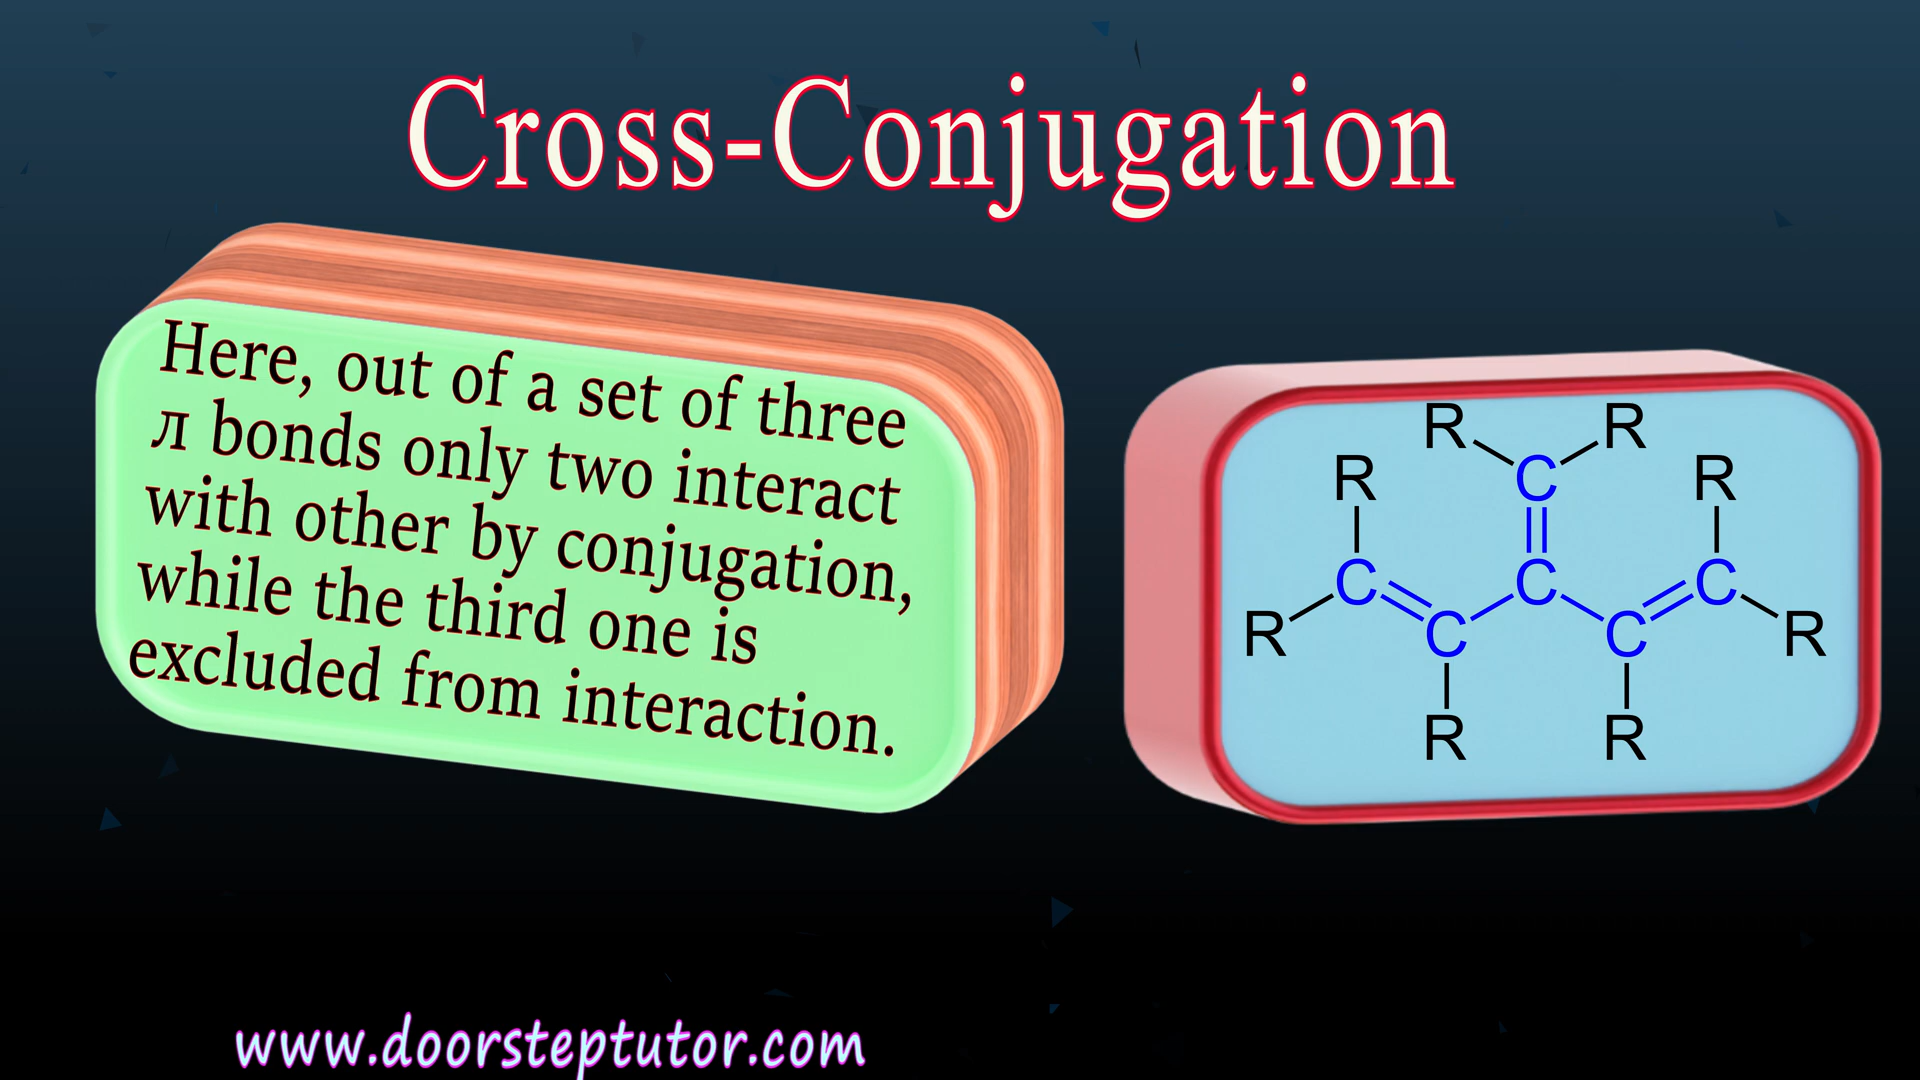 Cross-Conjugation
Here, out of a set of three
л bonds only two interact
with other by conjugation,
while the third one is
excluded from interaction.
R R
R C R
C C C
R C C R
R R
www.doorsteptutor.com